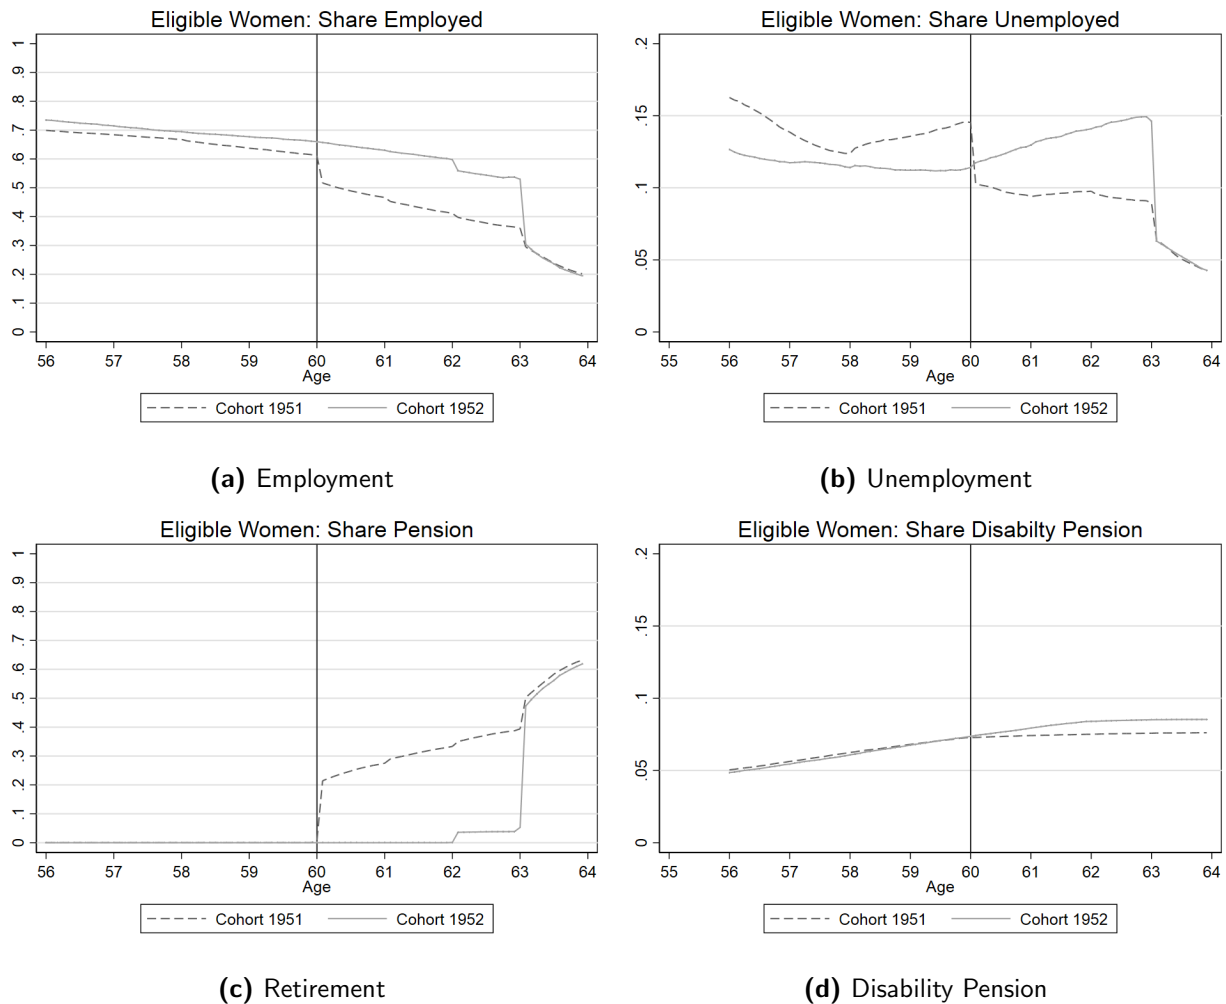 Eligible Women: Share Employed
1
.9
.8
.7
.6
.5
.4
.3
.2
.1
0
56 57 58 59 60 61 62 63 64
Age
Cohort 1951 Cohort 1952
(a) Employment
Eligible Women: Share Unemployed
.2
.15
.1
.05
0
55 56 57 58 59 60 61 62 63 64
Age
Cohort 1951 Cohort 1952
(b) Unemployment
Eligible Women: Share Pension
1
.9
.8
.7
.6
.5
.4
.3
.2
.1
0
56 57 58 59 60 61 62 63 64
Age
Cohort 1951 Cohort 1952
(c) Retirement
Eligible Women: Share Disabilty Pension
.2
.15
.1
.05
0
55 56 57 58 59 60 61 62 63 64
Age
Cohort 1951 Cohort 1952
(d) Disability Pension